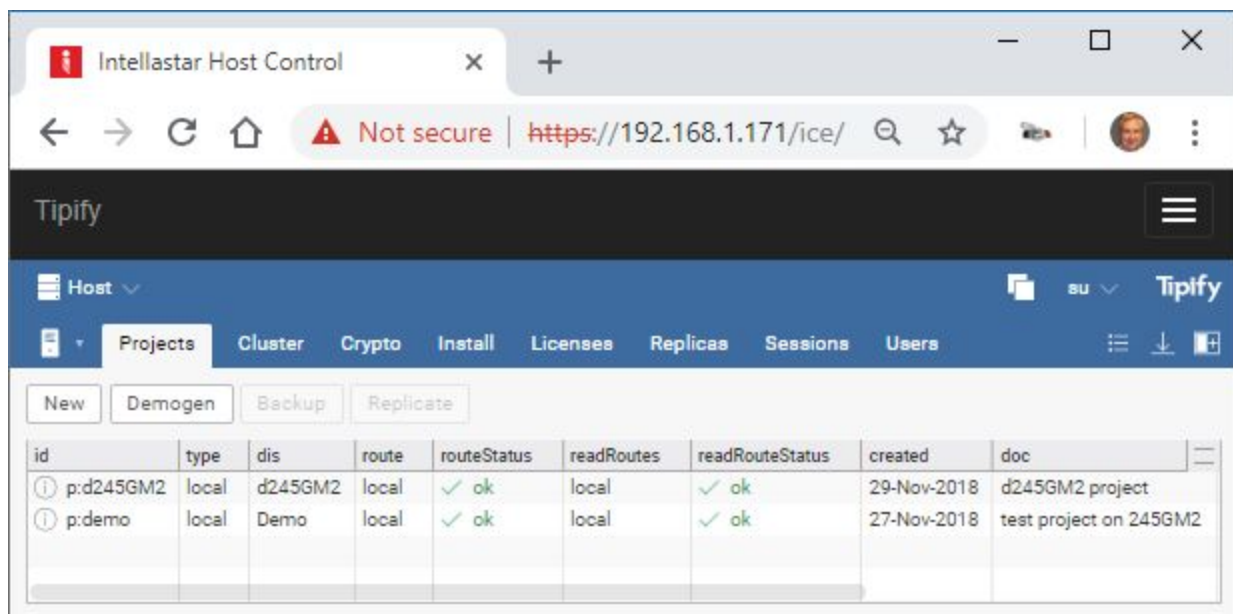 Intellastar Host Control
Not secure | https://192.168.1.171/ice/
Tipify
Host su Tipify
Projects Cluster Crypto Install Licenses Replicas Sessions Users
New Demogen Backup Replicate
id type dis route routeStatus readRoutes readRouteStatus created doc
p:d245GM2 local d245GM2 local ok local ok 29-Nov-2018 d245GM2 project
p:demo local Demo local ok local ok 27-Nov-2018 test project on 245GM2